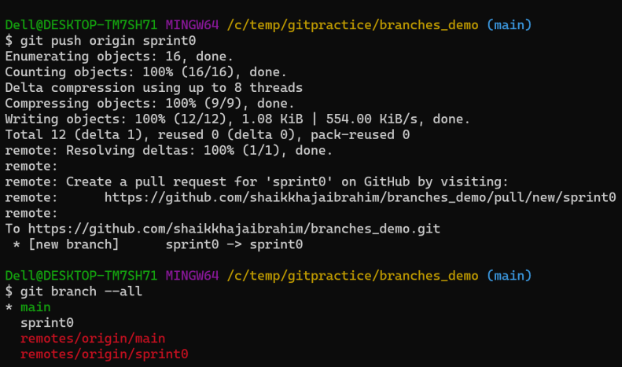 Dell@DESKTOP-TM7SH71 MINGW64 /c/temp/gitpractice/branches_demo (main)
$ git push origin sprint0
Enumerating objects: 16, done.
Counting objects: 100% (16/16), done.
Delta compression using up to 8 threads
Compressing objects: 100% (9/9), done.
Writing objects: 100% (12/12), 1.08 KiB | 554.00 KiB/s, done.
Total 12 (delta 1), reused 0 (delta 0), pack-reused 0
remote: Resolving deltas: 100% (1/1), done.
remote:
remote: Create a pull request for 'sprint0' on GitHub by visiting:
remote:      https://github.com/shaikkhajaibrahim/branches_demo/pull/new/sprint0
remote:
To https://github.com/shaikkhajaibrahim/branches_demo.git
 * [new branch]      sprint0 -> sprint0
Dell@DESKTOP-TM7SH71 MINGW64 /c/temp/gitpractice/branches_demo (main)
$ git branch --all
* main
  sprint0
  remotes/origin/main
  remotes/origin/sprint0